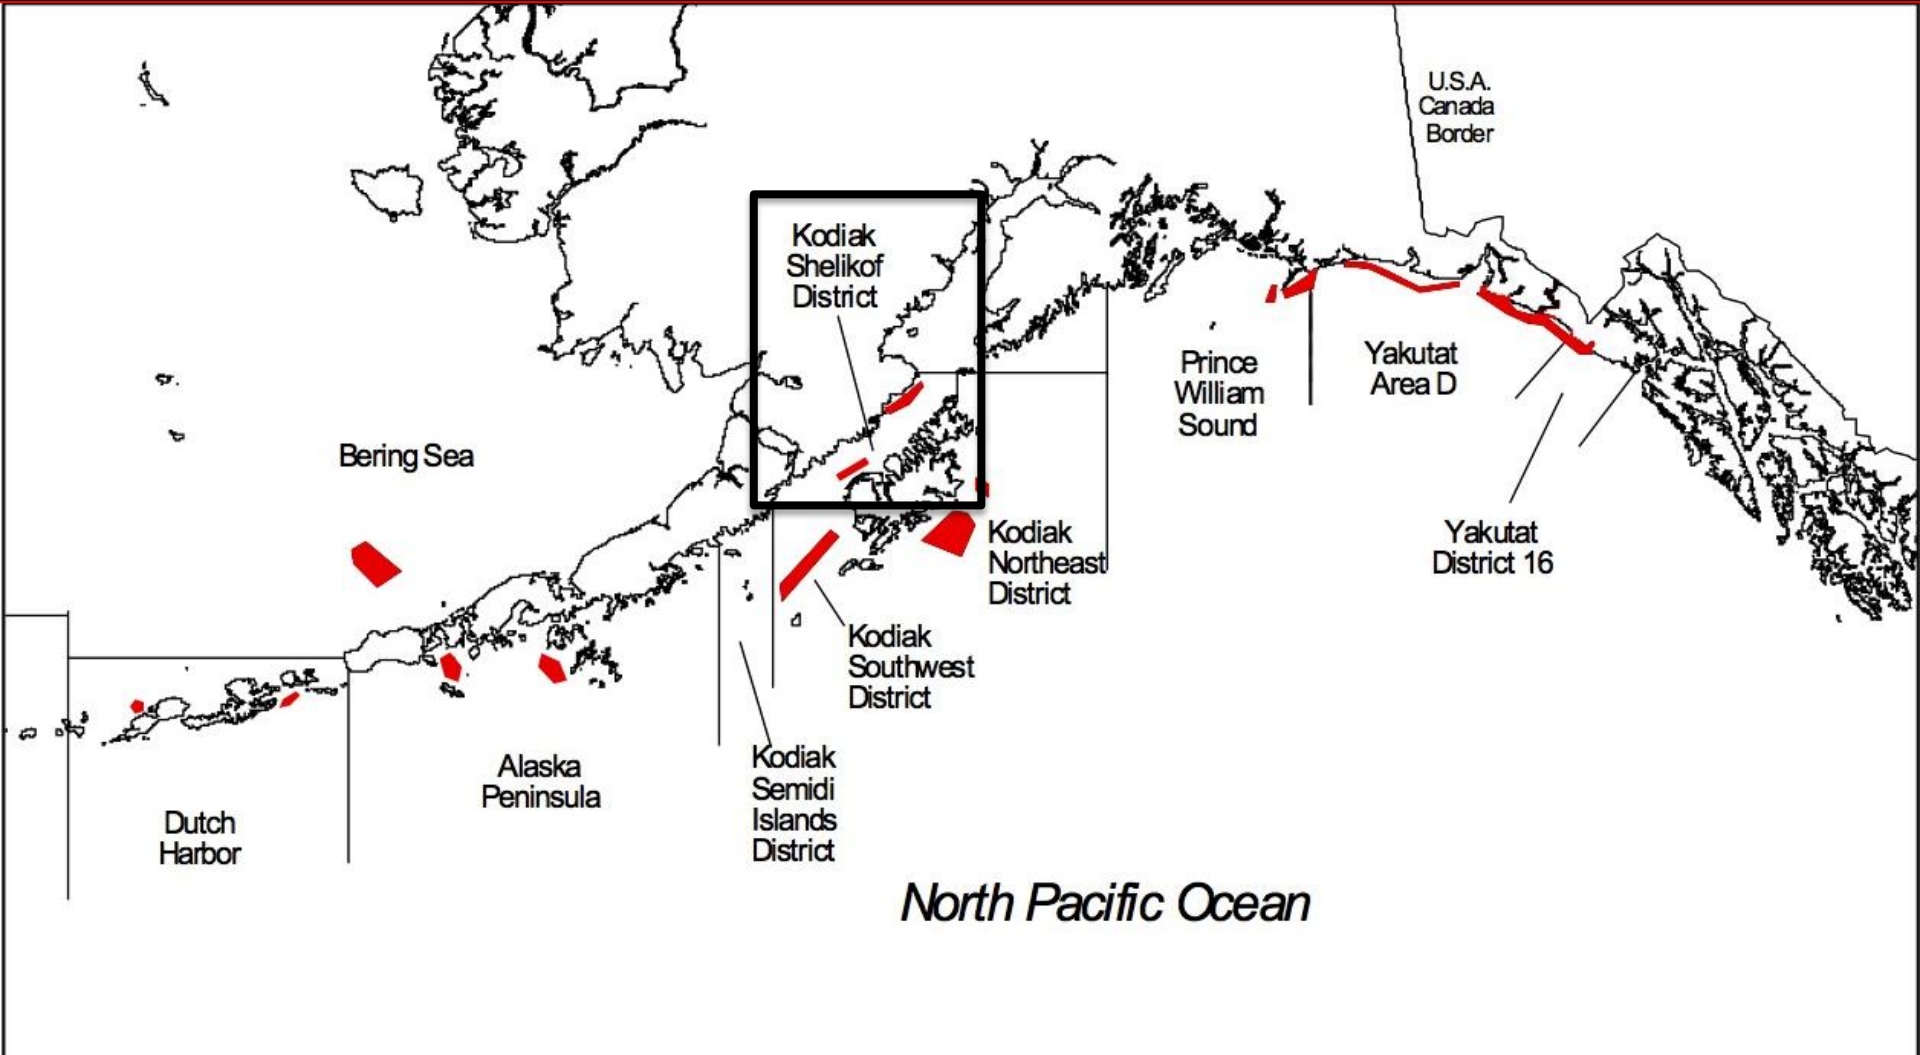 U.S.A.
Canada
Border
Kodiak
Shelikof
District
Prince
William
Sound
Yakutat
Area D
Bering Sea
Yakutat
District 16
Kodiak
Northeast
District
Kodiak
Southwest
District
Kodiak
Semidi
Islands
District
Alaska
Peninsula
Dutch
Harbor
North Pacific Ocean